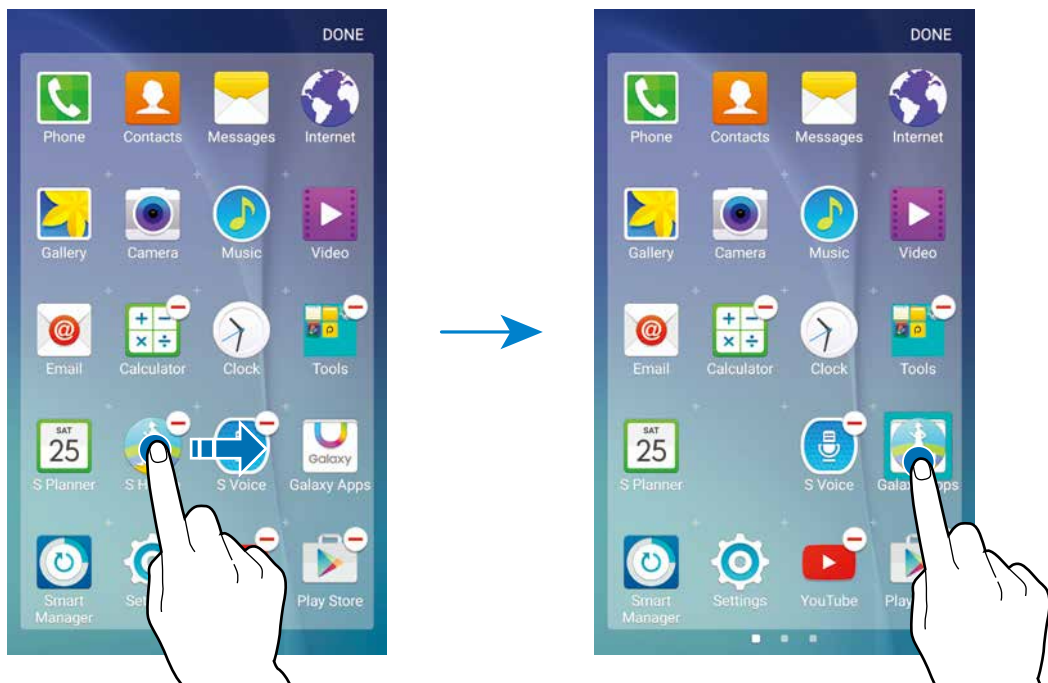 DONE
Phone Contacts Messages Internet
Gallery Camera Music Video
Email Calculator Clock Tools
SAT
25
Galaxy
S Planner S S Voice Galaxy Apps
Smart Play Store
Manager
DONE
Phone Contacts Messages Internet
Gallery Camera Music Video
Email Calculator Clock Tools
SAT
25
S Planner S Voice
Smart Settings YouTube Play
Manager